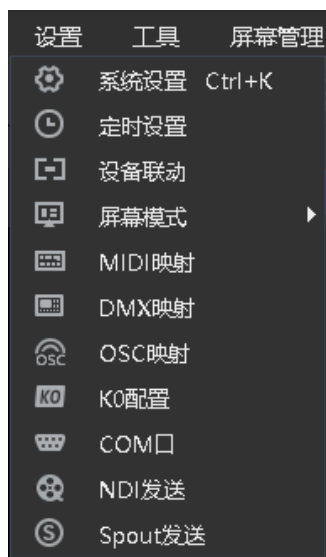 设置 工具 屏幕管理
系统设置 Ctrl+K
定时设置
设备联动
屏幕模式
MIDI映射
DMX映射
OSC OSC映射
KO K0配置
COM口
NDI发送
S Spout发送